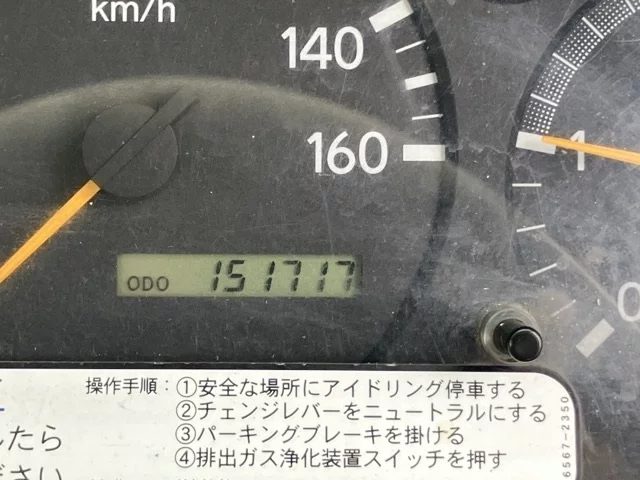 km/h
140
160
1
0
ODO 151717
操作手順：①安全な場所にアイドリング停車する
②チェンジレバーをニュートラルにする
③パーキングブレーキを掛ける
④排出ガス浄化装置スイッチを押す
たら
さい
6567-2350